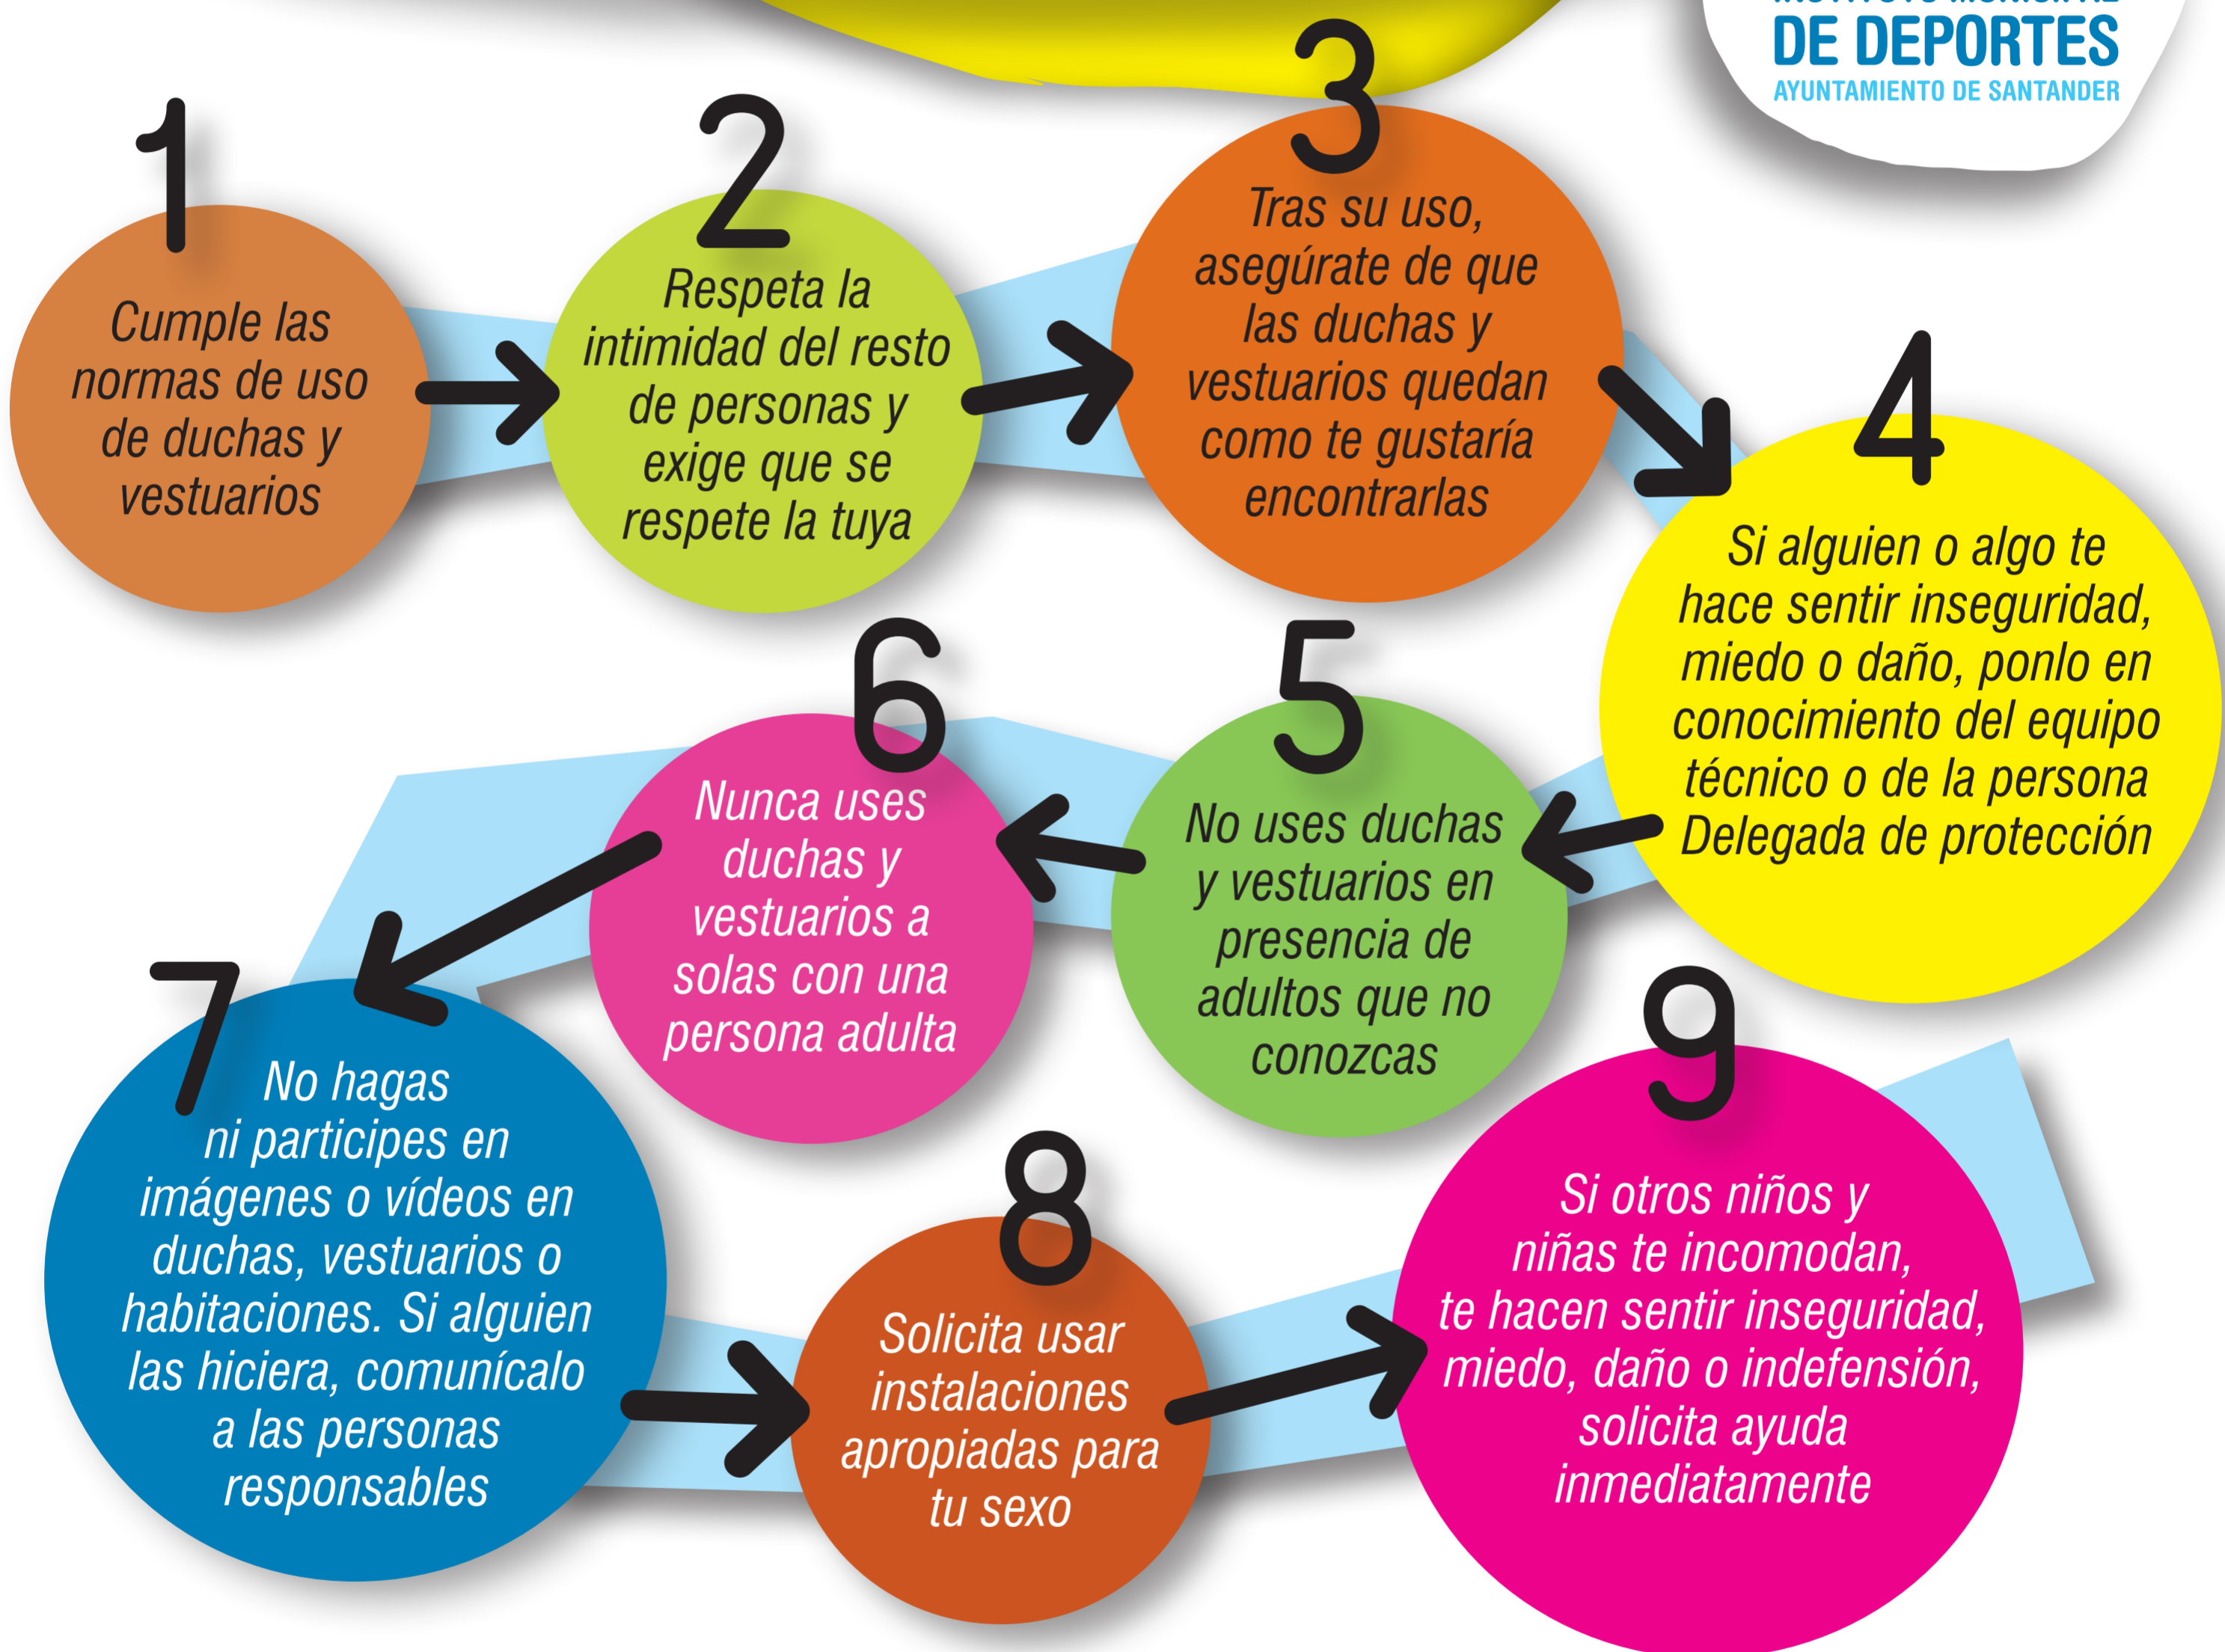 DE DEPORTES
AYUNTAMIENTO DE SANTANDER
1
Cumple las
normas de uso
de duchas y
vestuarios
2
Respeta la
intimidad del resto
de personas y
exige que se
respete la tuya
3
Tras su uso,
asegúrate de que
las duchas y
vestuarios quedan
como te gustaría
encontrarlas
4
Si alguien o algo te
hace sentir inseguridad,
miedo o daño, ponlo en
conocimiento del equipo
técnico o de la persona
Delegada de protección
5
No uses duchas
y vestuarios en
presencia de
adultos que no
conozcas
6
Nunca uses
duchas y
vestuarios a
solas con una
persona adulta
7
No hagas
ni participes en
imágenes o vídeos en
duchas, vestuarios o
habitaciones. Si alguien
las hiciera, comunícalo
a las personas
responsables
8
Solicita usar
instalaciones
apropiadas para
tu sexo
9
Si otros niños y
niñas te incomodan,
te hacen sentir inseguridad,
miedo, daño o indefensión,
solicita ayuda
inmediatamente